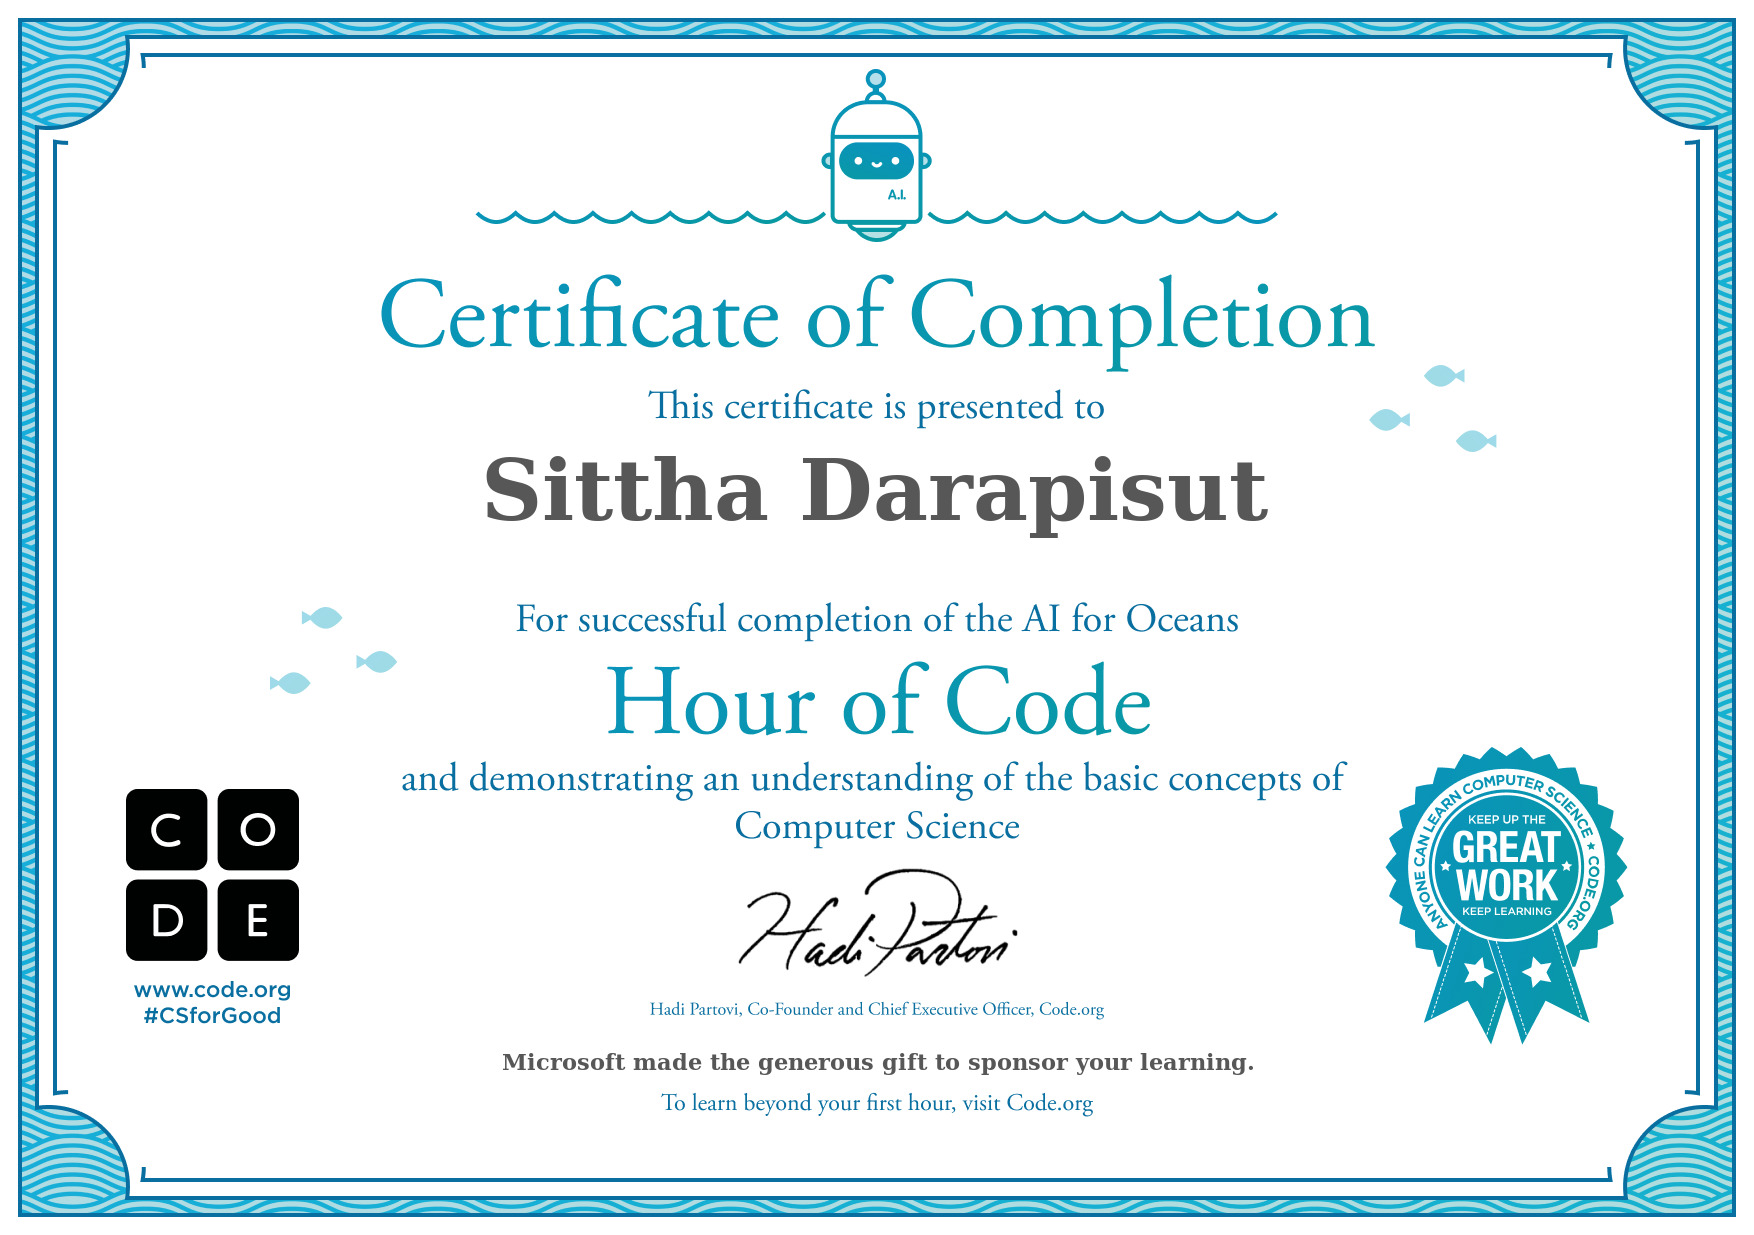 A.I.
Certificate of Completion
This certificate is presented to
Sittha Darapisut
For successful completion of the AI for Oceans
Hour of Code
and demonstrating an understanding of the basic concepts of
Computer Science
C O
D E
www.code.org
#CSforGood
Hadi Partovi
Hadi Partovi, Co-Founder and Chief Executive Officer, Code.org
Microsoft made the generous gift to sponsor your learning.
To learn beyond your first hour, visit Code.org
ANYONE CAN LEARN COMPUTER SCIENCE ★ CODE.ORG
KEEP UP THE
GREAT
WORK
KEEP LEARNING